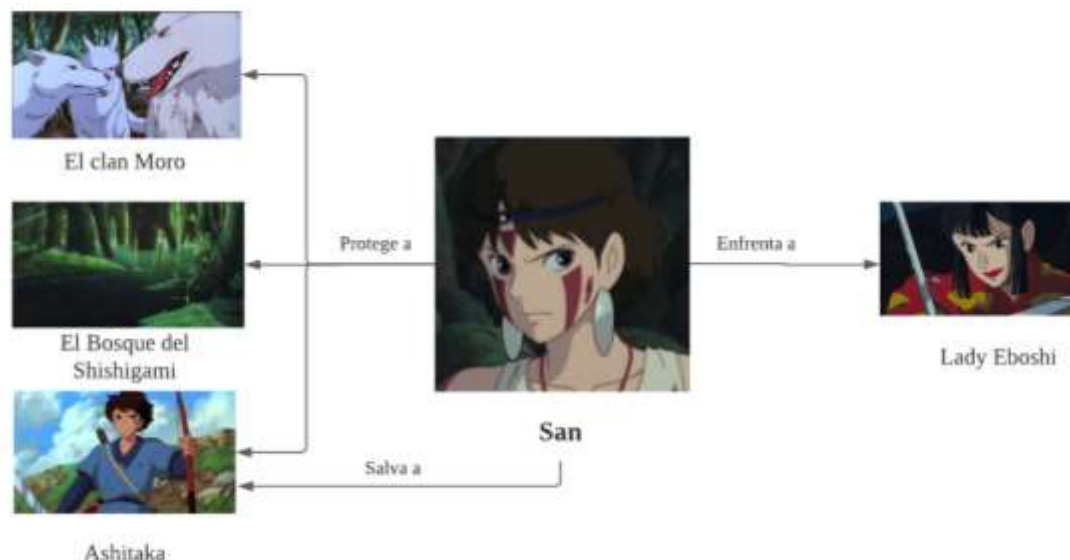 El clan Moro
Protege a
Enfrenta a
El Bosque del
Shishigami
Lady Eboshi
San
Salva a
Ashitaka